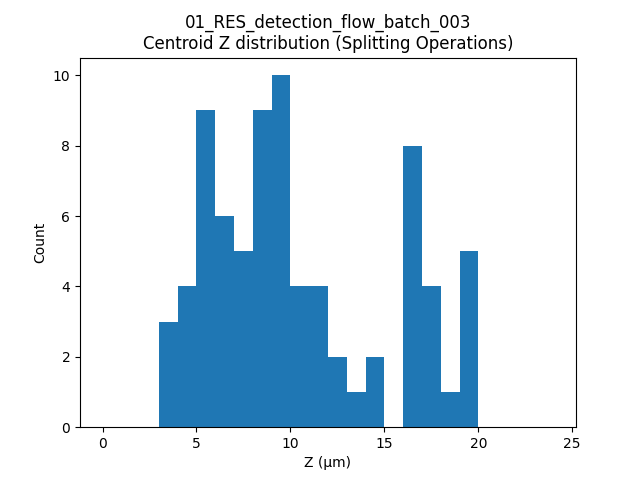 01_RES_detection_flow_batch_003
Centroid Z distribution (Splitting Operations)
10
8
6
4
2
0
Count
0 5 10 15 20 25
Z (µm)